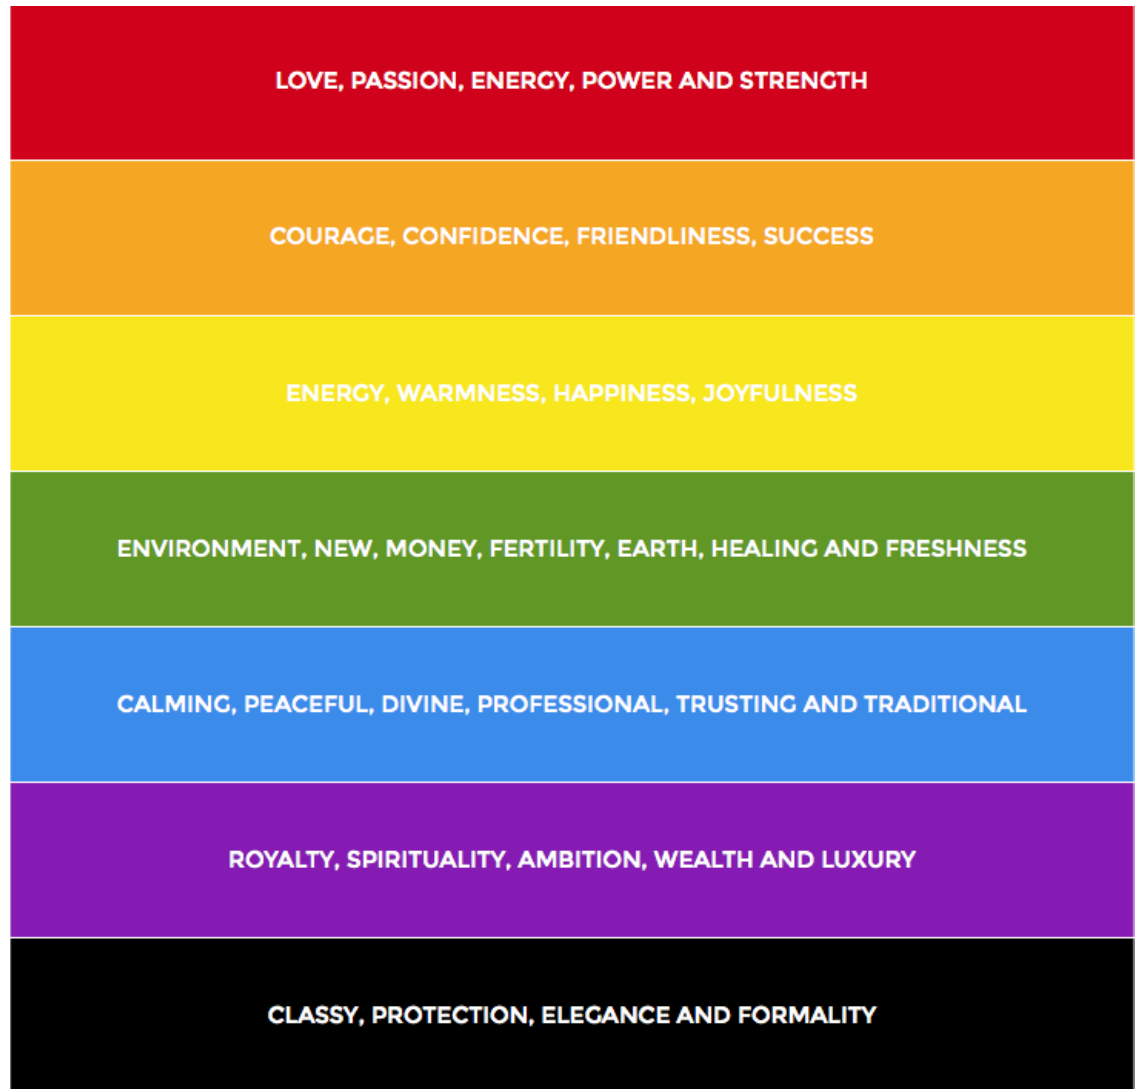 LOVE, PASSION, ENERGY, POWER AND STRENGTH
COURAGE, CONFIDENCE, FRIENDLINESS, SUCCESS
ENERGY, WARMNESS, HAPPINESS, JOYFULNESS
ENVIRONMENT, NEW, MONEY, FERTILITY, EARTH, HEALING AND FRESHNESS
CALMING, PEACEFUL, DIVINE, PROFESSIONAL, TRUSTING AND TRADITIONAL
ROYALTY, SPIRITUALITY, AMBITION, WEALTH AND LUXURY
CLASSY, PROTECTION, ELEGANCE AND FORMALITY